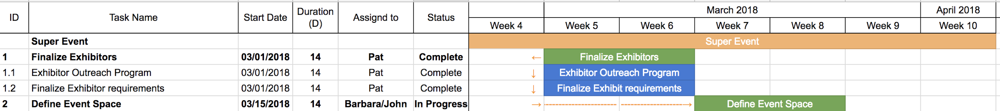 March 2018 April 2018
ID Task Name Start Date Duration (D) Assignd to Status
Week 4 Week 5 Week 6 Week 7 Week 8 Week 9 Week 10
Super Event Super Event
1 Finalize Exhibitors 03/01/2018 14 Pat Complete ← Finalize Exhibitors
1.1 Exhibitor Outreach Program 03/01/2018 14 Pat Complete ↓ Exhibitor Outreach Program
1.2 Finalize Exhibitor requirements 03/01/2018 14 Pat Complete ↓ Finalize Exhibit requirements
2 Define Event Space 03/15/2018 14 Barbara/John In Progress → Define Event Space